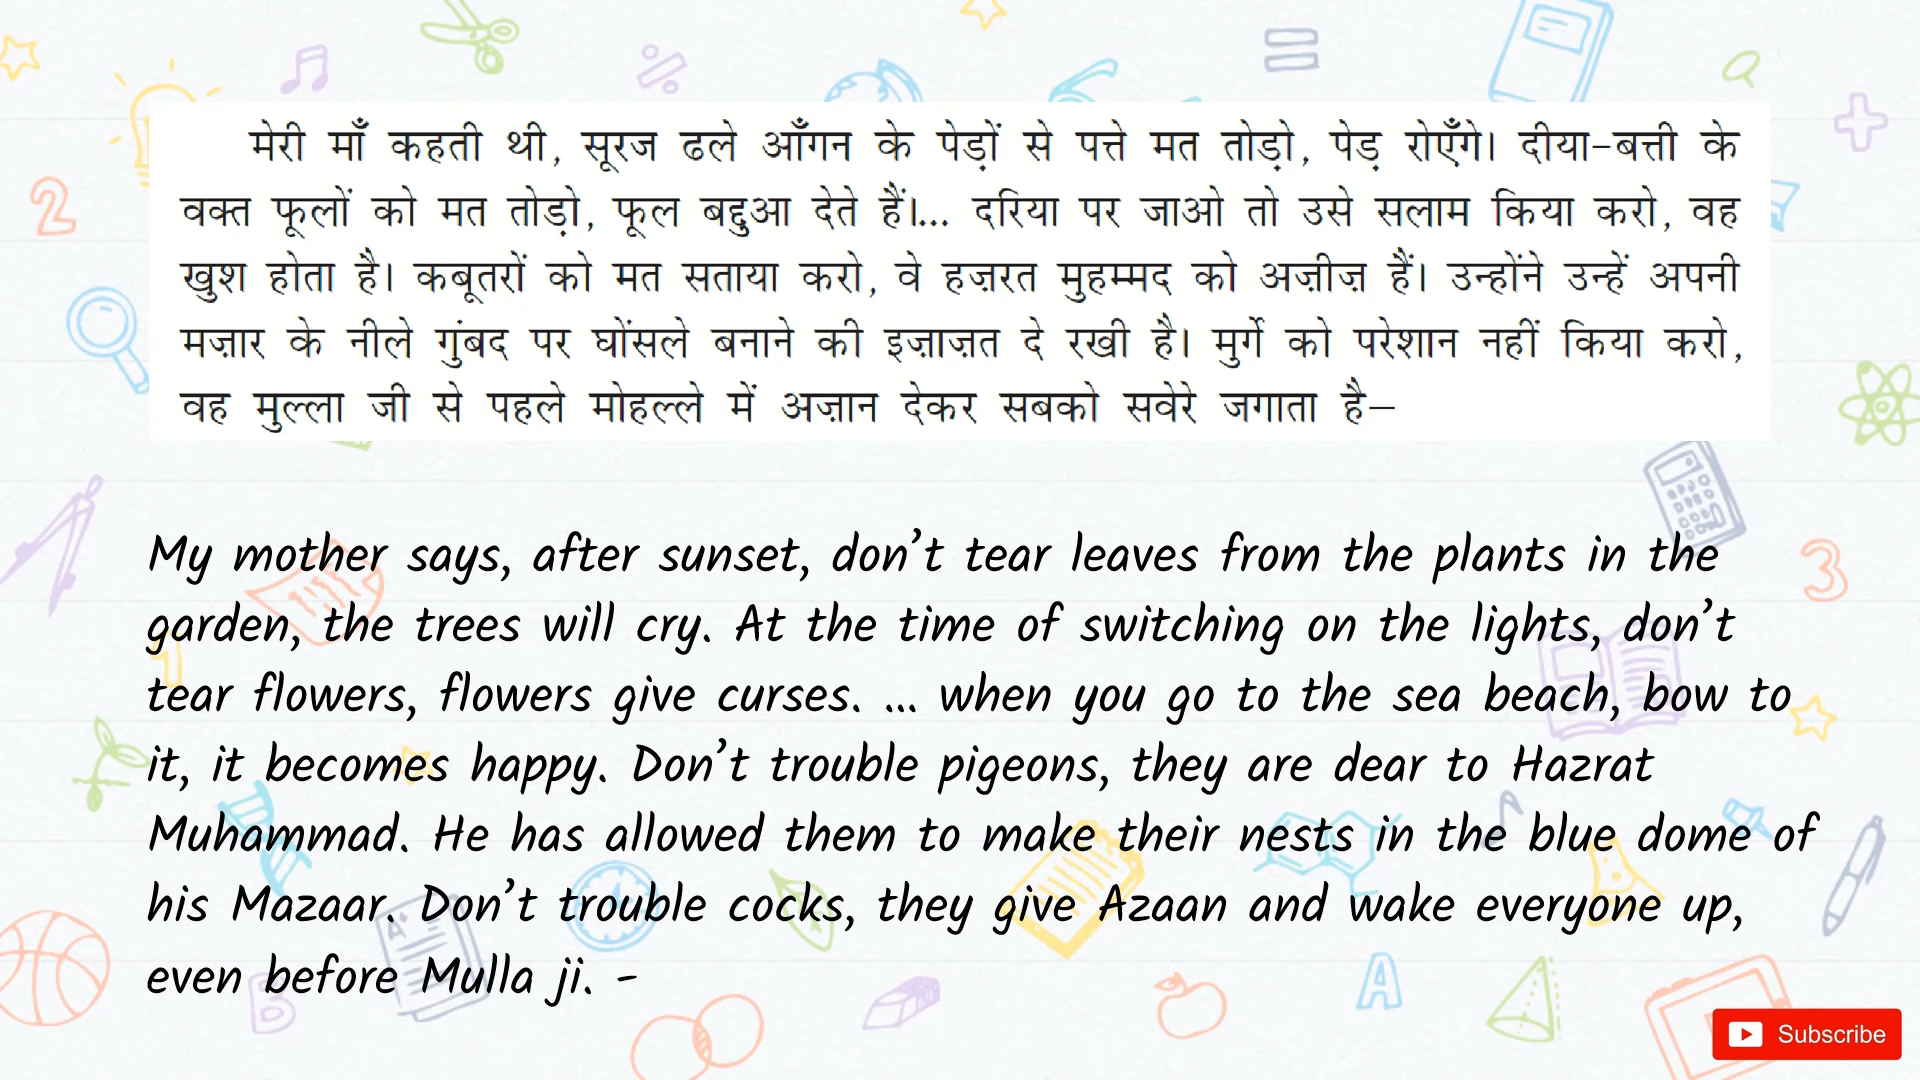 मेरी माँ कहती थी, सूरज ढले आँगन के पेड़ों से पत्ते मत तोड़ो, पेड़ रोएँगे। दीया-बत्ती के
वक्त फूलों को मत तोड़ो, फूल बद्दुआ देते हैं।... दरिया पर जाओ तो उसे सलाम किया करो, वह
खुश होता है। कबूतरों को मत सताया करो, वे हज़रत मुहम्मद को अज़ीज़ हैं। उन्होंने उन्हें अपनी
मज़ार के नीले गुंबद पर घोंसले बनाने की इज़ाज़त दे रखी है। मुर्गे को परेशान नहीं किया करो,
वह मुल्ला जी से पहले मोहल्ले में अज़ान देकर सबको सवेरे जगाता है–
My mother says, after sunset, don't tear leaves from the plants in the
garden, the trees will cry. At the time of switching on the lights, don't
tear flowers, flowers give curses. ... when you go to the sea beach, bow to
it, it becomes happy. Don't trouble pigeons, they are dear to Hazrat
Muhammad. He has allowed them to make their nests in the blue dome of
his Mazaar. Don't trouble cocks, they give Azaan and wake everyone up,
even before Mulla ji. -
Subscribe